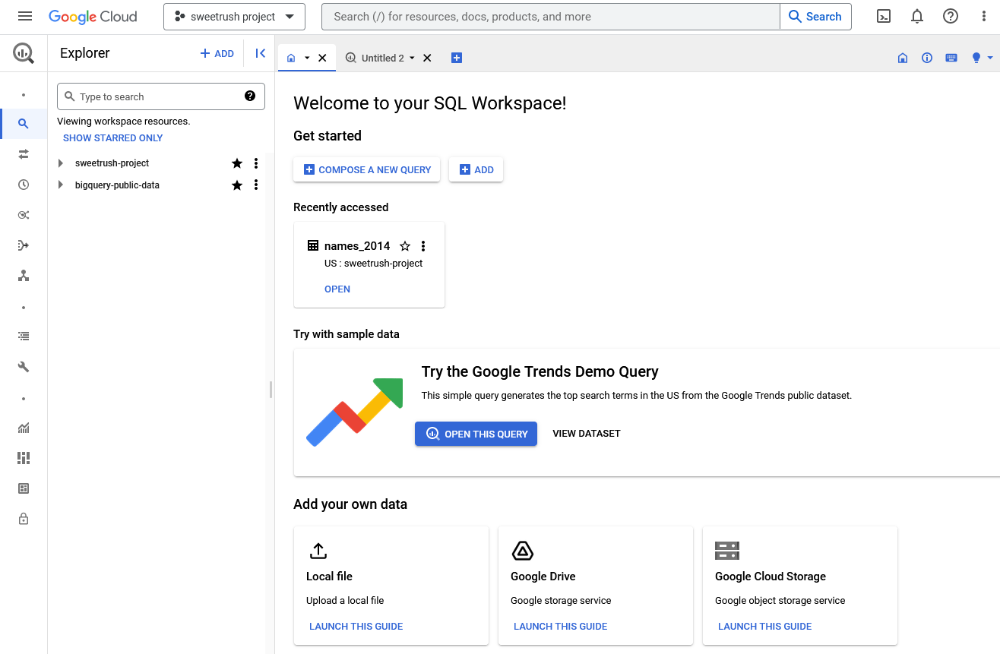 Google Cloud
sweetrush project
Search (/) for resources, docs, products, and more
Search
Explorer
ADD
Untitled 2
Type to search
Viewing workspace resources.
SHOW STARRED ONLY
sweetrush-project
bigquery-public-data
Welcome to your SQL Workspace!
Get started
COMPOSE A NEW QUERY
ADD
Recently accessed
names_2014
US : sweetrush-project
OPEN
Try with sample data
Try the Google Trends Demo Query
This simple query generates the top search terms in the US from the Google Trends public dataset.
OPEN THIS QUERY
VIEW DATASET
Add your own data
Local file
Upload a local file
LAUNCH THIS GUIDE
Google Drive
Google storage service
LAUNCH THIS GUIDE
Google Cloud Storage
Google object storage service
LAUNCH THIS GUIDE